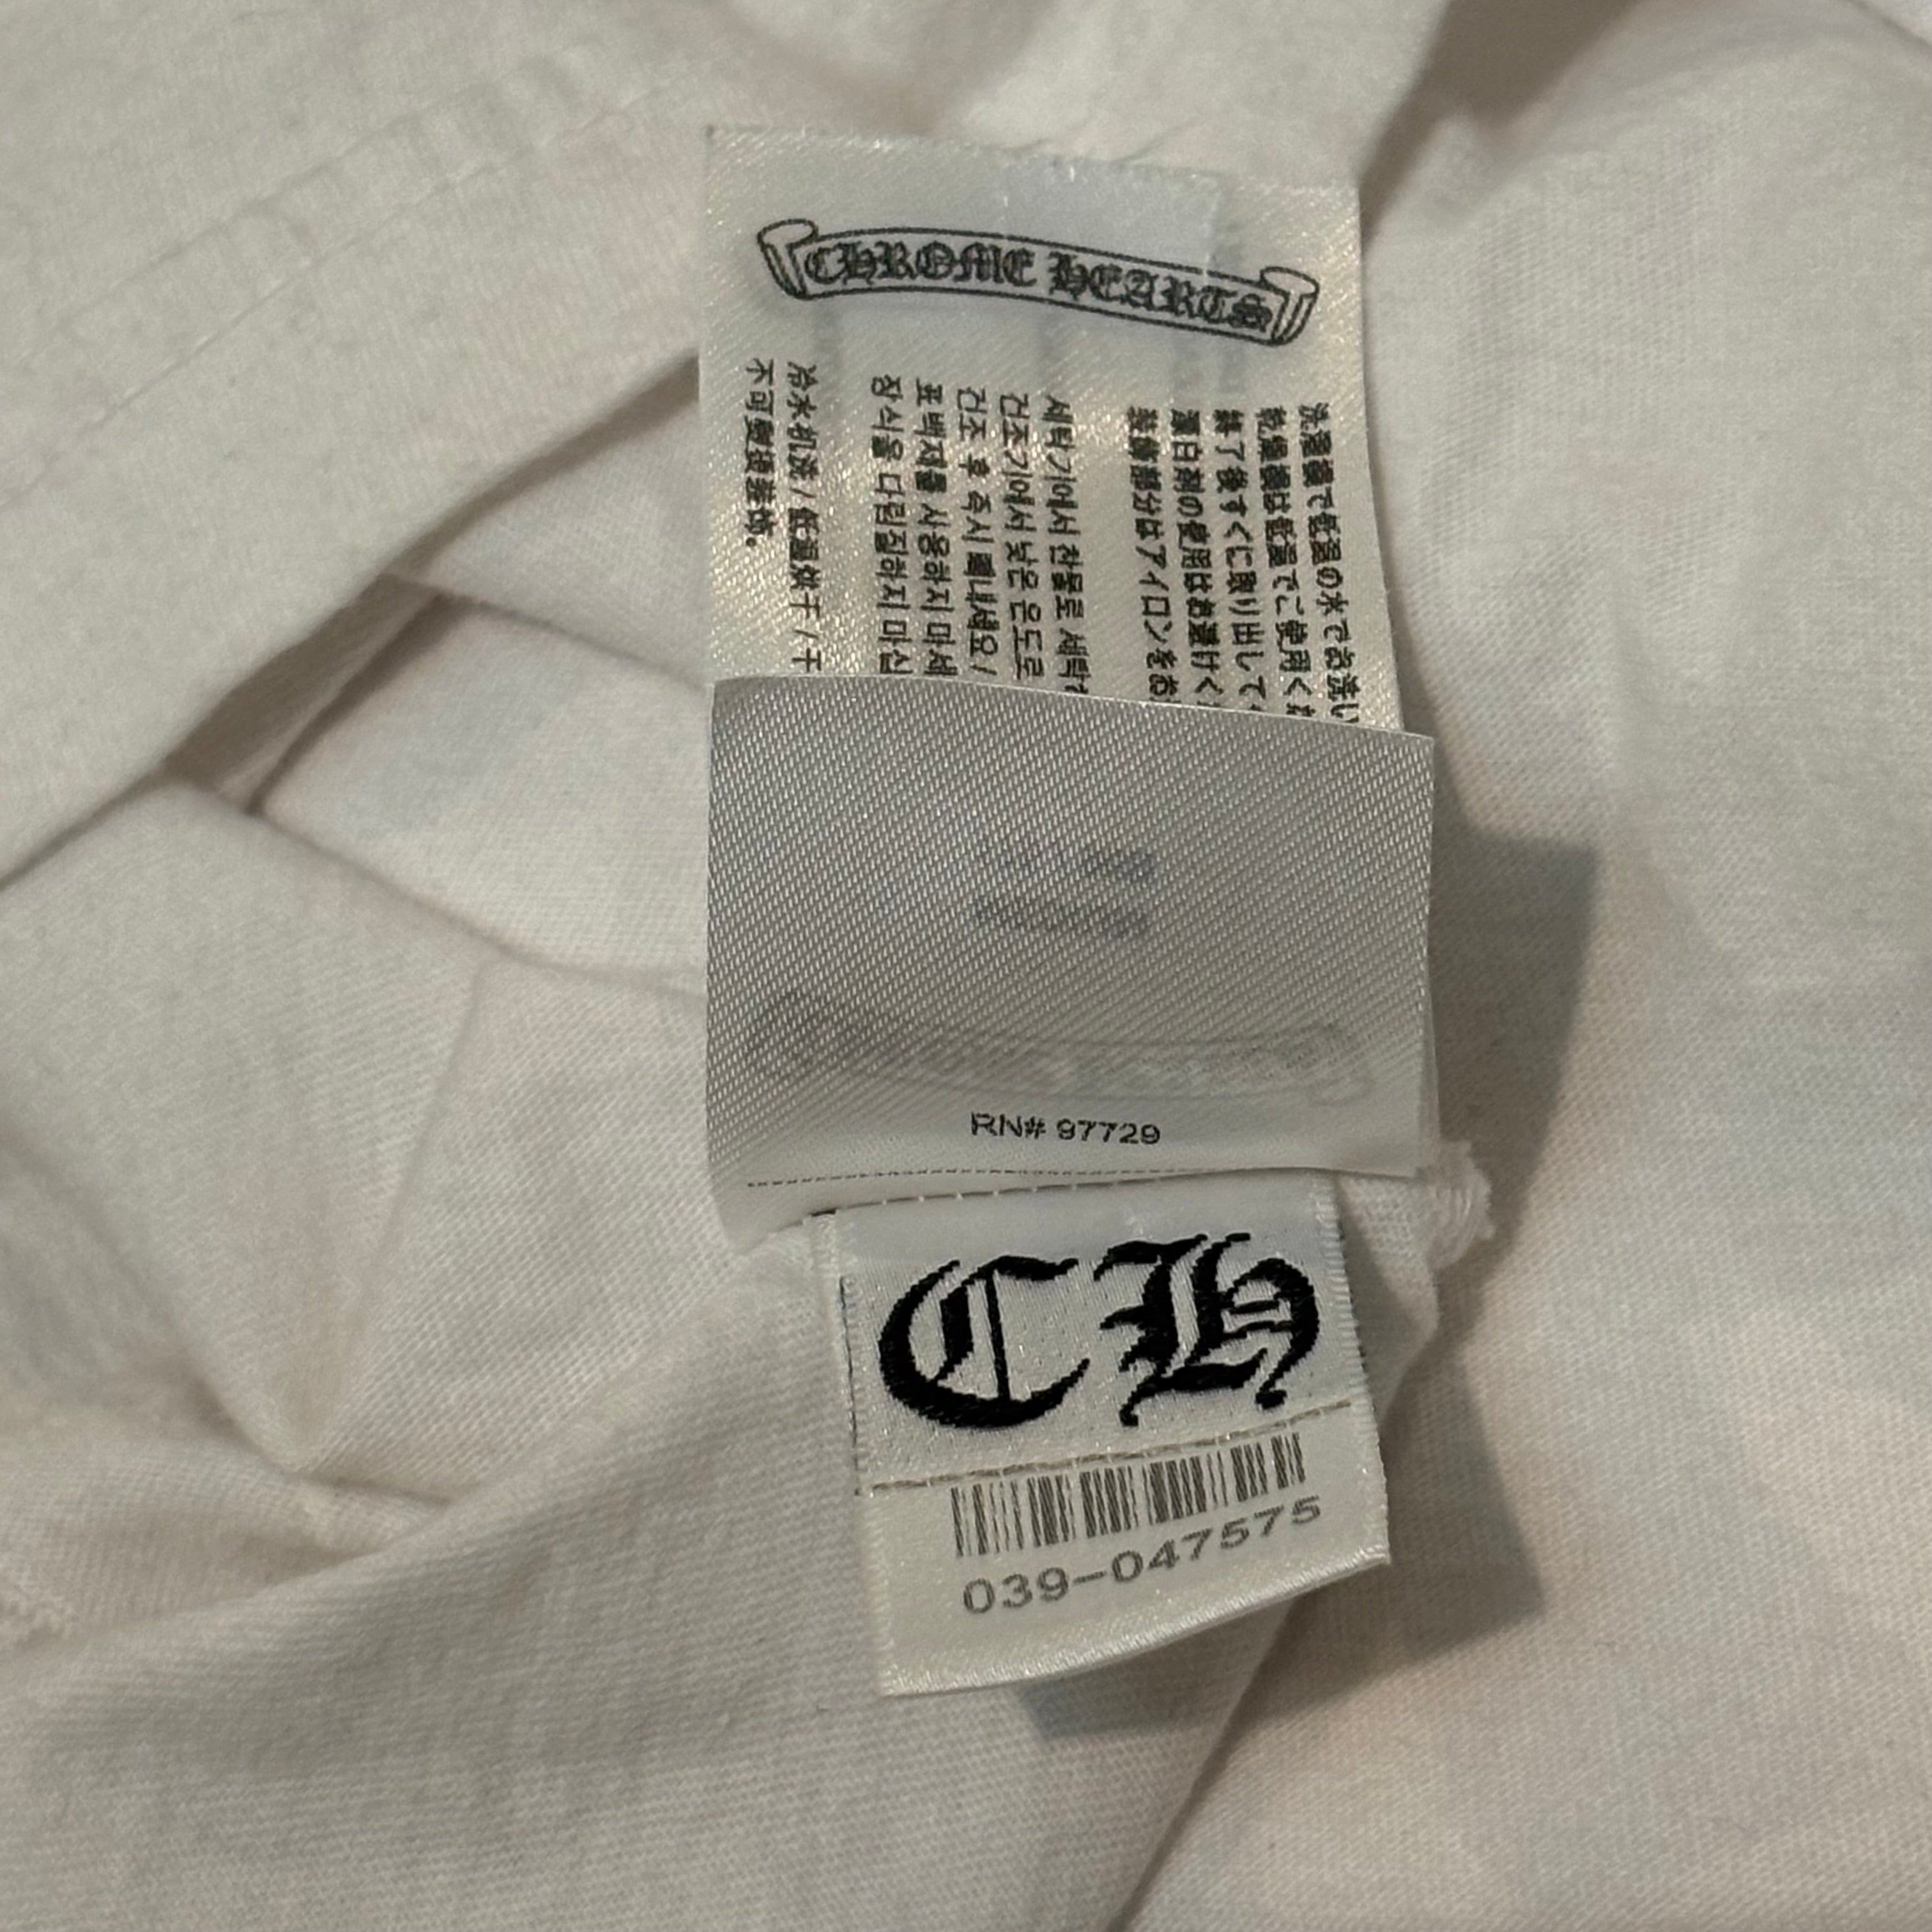 CHROME HEARTS
洗濯機で低温の水でお洗い
乾燥機は低温でご使用くだ
終了後すぐに取り出して
漂白剤の使用はお避けく
装飾部分はアイロンをお
세탁기에서 찬물로 세탁
건조기에서 낮은 온도로
건조 후 즉시 꺼내세요/
표백제를 사용하지 마세
장식을 다림질하지 마십
冷水机洗/低温烘干/干
不可熨烫装饰。
RN# 97729
CH
039-047575